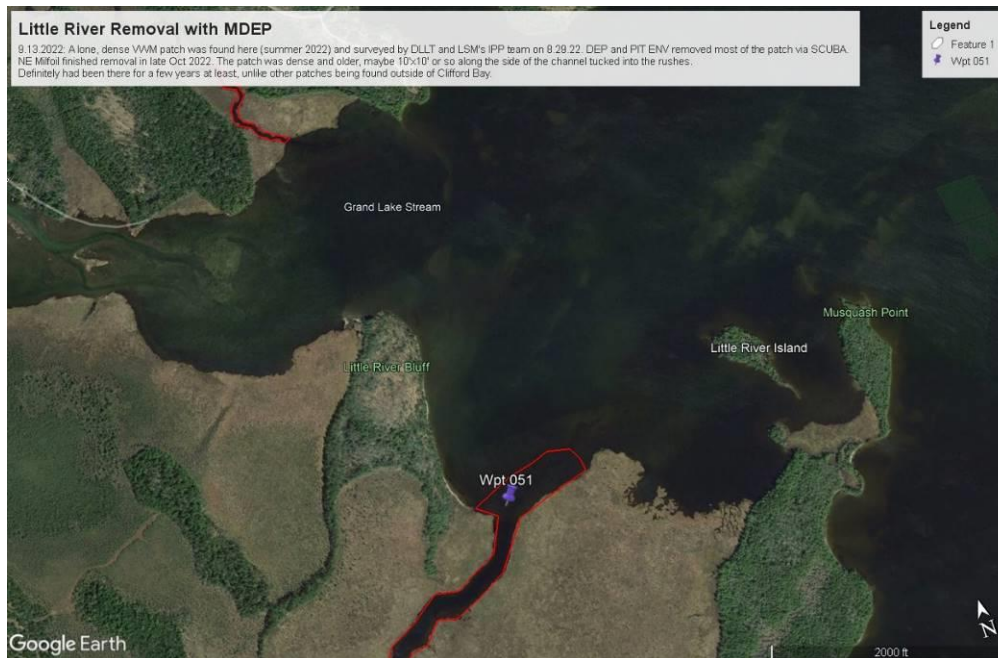 Little River Removal with MDEP
9.13.2022: A lone, dense VWM patch was found here (summer 2022) and surveyed by DLLT and LSM's IPP team on 8.29.22. DEP and PIT ENV removed most of the patch via SCUBA.
NE Milfoil finished removal in late Oct 2022. The patch was dense and older, maybe 10'x10' or so along the side of the channel tucked into the rushes.
Definitely had been there for a few years at least, unlike other patches being found outside of Clifford Bay.
Legend
Feature 1
Wpt 051
Grand Lake Stream
Musquash Point
Little River Island
Little River Bluff
Wpt 051
Google Earth
N
2000 ft